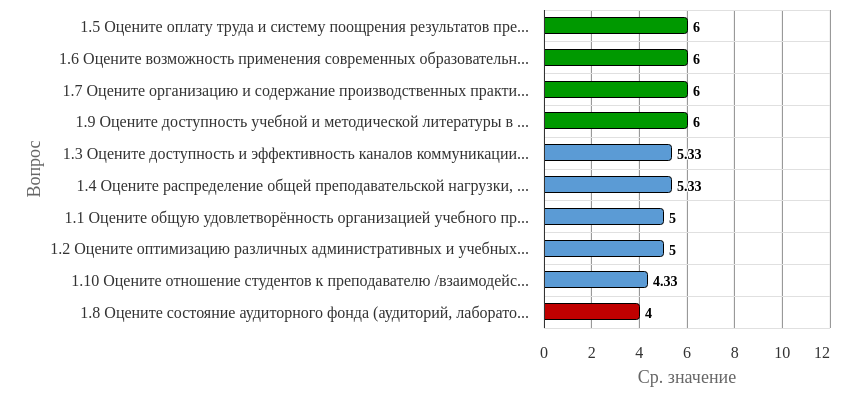 1.5 Оцените оплату труда и систему поощрения результатов пре... 6
1.6 Оцените возможность применения современных образовательн... 6
1.7 Оцените организацию и содержание производственных практи... 6
1.9 Оцените доступность учебной и методической литературы в ... 6
1.3 Оцените доступность и эффективность каналов коммуникации... 5.33
1.4 Оцените распределение общей преподавательской нагрузки, ... 5.33
1.1 Оцените общую удовлетворённость организацией учебного пр... 5
1.2 Оцените оптимизацию различных административных и учебных... 5
1.10 Оцените отношение студентов к преподавателю /взаимодейс... 4.33
1.8 Оцените состояние аудиторного фонда (аудиторий, лаборато... 4
Вопрос
0 2 4 6 8 10 12
Ср. значение